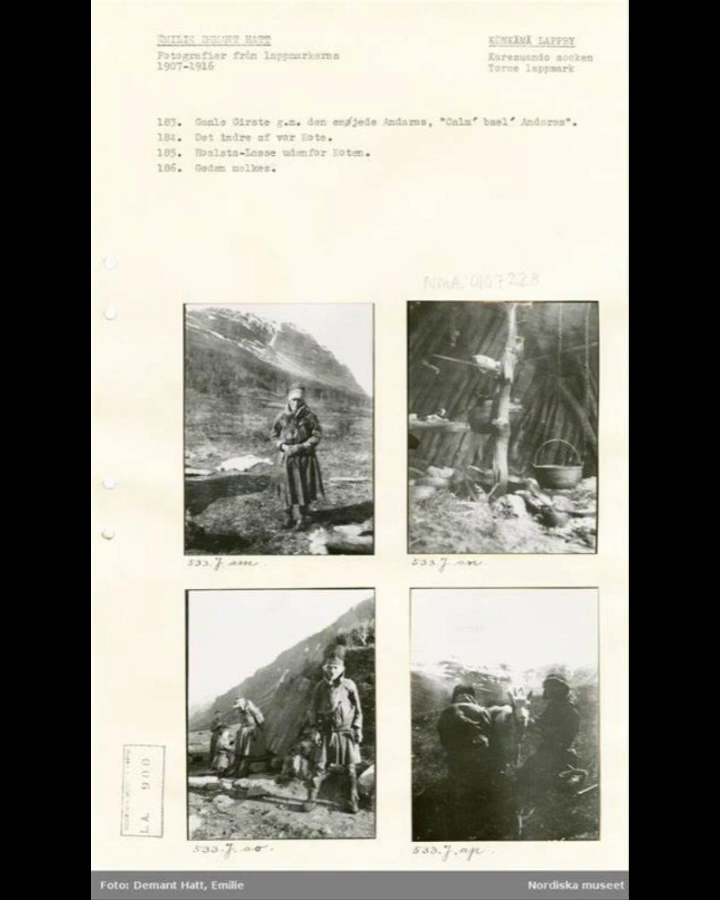 EMILIE DEMANT HATT
Fotografier från lappmarkerna
1907-1916
KÖNKÄMÄ LAPPBY
Karesuando socken
Torne lappmark
183. Gamle Girste g.m. den enøjede Andaras, "Calm' bael' Andaras".
184. Det indre af vor Kote.
185. Hoalsta-Lasse udenfor Koten.
186. Geden malkes.
NMA.0107228
533.J am.
533.J an.
533.J ao.
533.J ap.
LA 900
Foto: Demant Hatt, Emilie
Nordiska museet